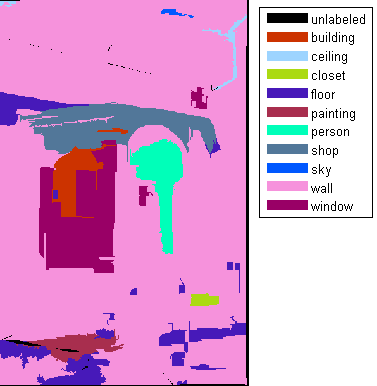 unlabeled
building
ceiling
closet
floor
painting
person
shop
sky
wall
window